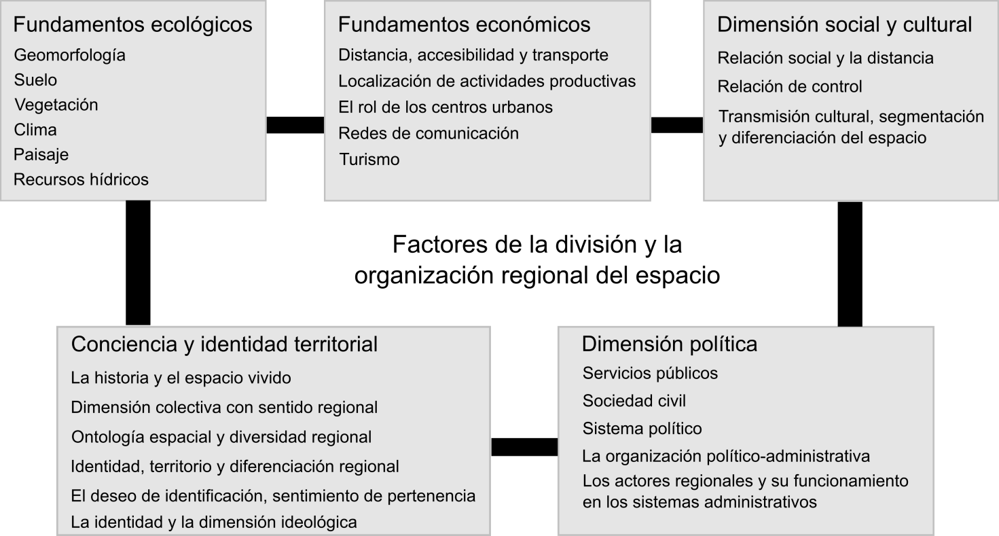 Fundamentos ecológicos
Geomorfología
Suelo
Vegetación
Clima
Paisaje
Recursos hídricos
Fundamentos económicos
Distancia, accesibilidad y transporte
Localización de actividades productivas
El rol de los centros urbanos
Redes de comunicación
Turismo
Dimensión social y cultural
Relación social y la distancia
Relación de control
Transmisión cultural, segmentación
y diferenciación del espacio
Factores de la división y la
organización regional del espacio
Conciencia y identidad territorial
La historia y el espacio vivido
Dimensión colectiva con sentido regional
Ontología espacial y diversidad regional
Identidad, territorio y diferenciación regional
El deseo de identificación, sentimiento de pertenencia
La identidad y la dimensión ideológica
Dimensión política
Servicios públicos
Sociedad civil
Sistema político
La organización político-administrativa
Los actores regionales y su funcionamiento
en los sistemas administrativos